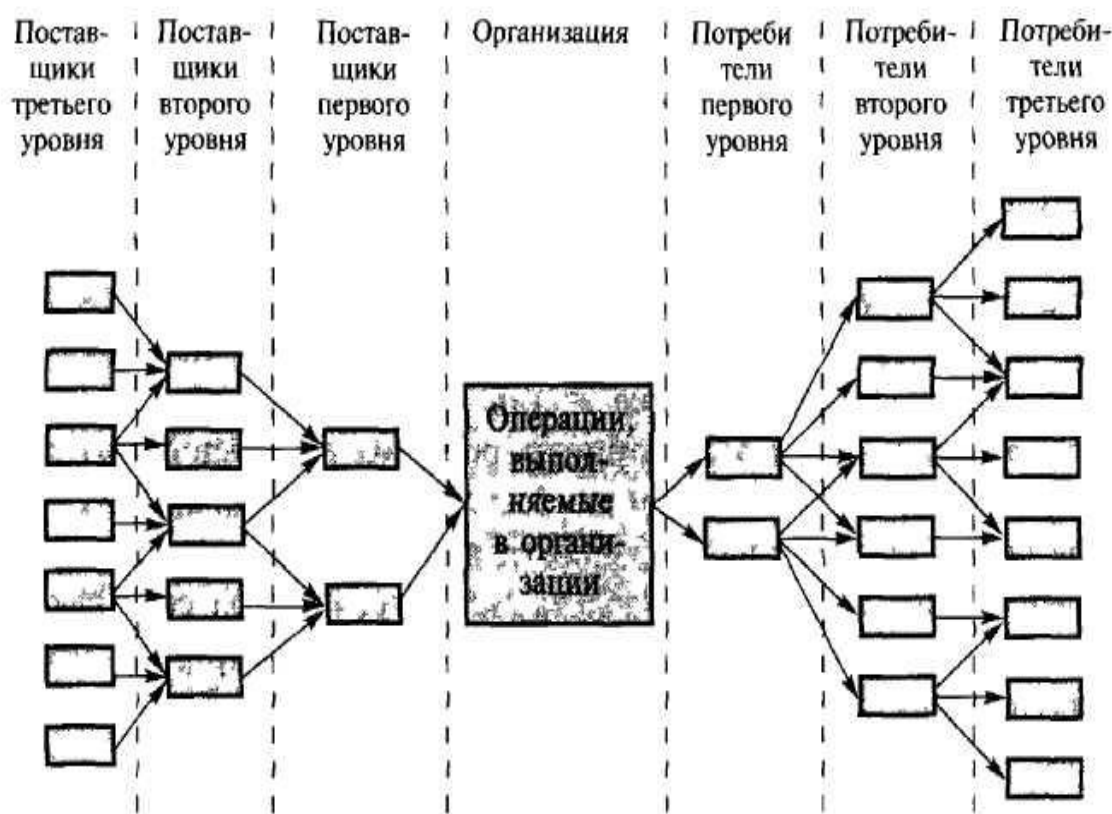 Постав-
щики
третьего
уровня
Постав-
щики
второго
уровня
Постав-
щики
первого
уровня
Организация
Потреби
тели
первого
уровня
Потреби-
тели
второго
уровня
Потреби-
тели
третьего
уровня
Операции,
выпол-
няемые
в органи-
зации